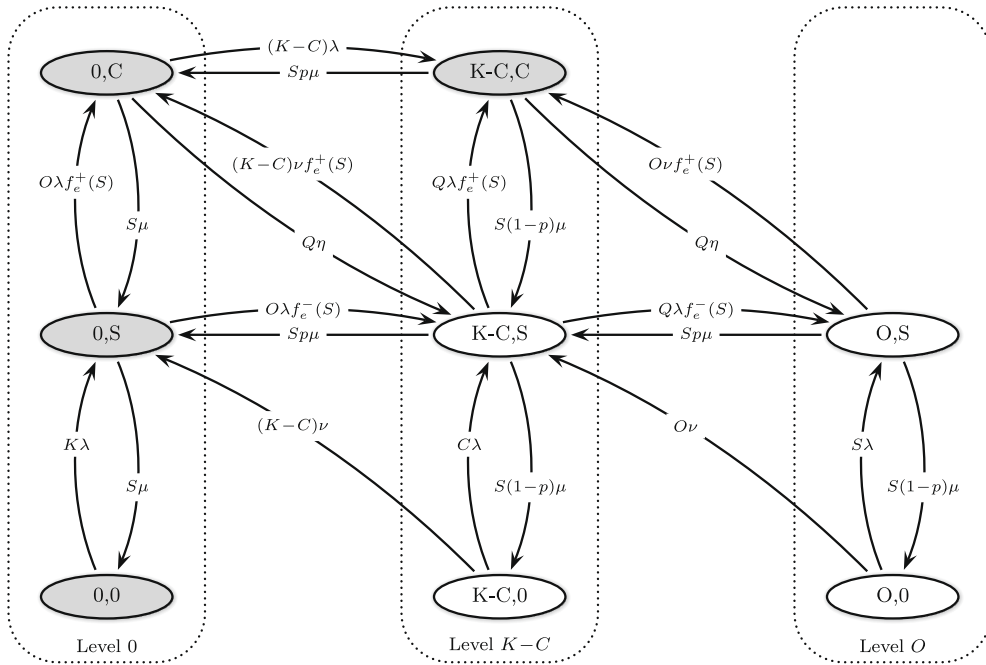 (K−C)λ
0,C
K-C,C
Spμ
Oλf_e^+(S)
(K−C)νf_e^+(S)
Qλf_e^+(S)
Oνf_e^+(S)
Sμ
S(1−p)μ
Qη
Qη
Oλf_e^−(S)
Qλf_e^−(S)
0,S
K-C,S
O,S
Spμ
Spμ
Kλ
(K−C)ν
Cλ
Oν
Sλ
Sμ
S(1−p)μ
S(1−p)μ
0,0
K-C,0
O,0
Level 0
Level K−C
Level O